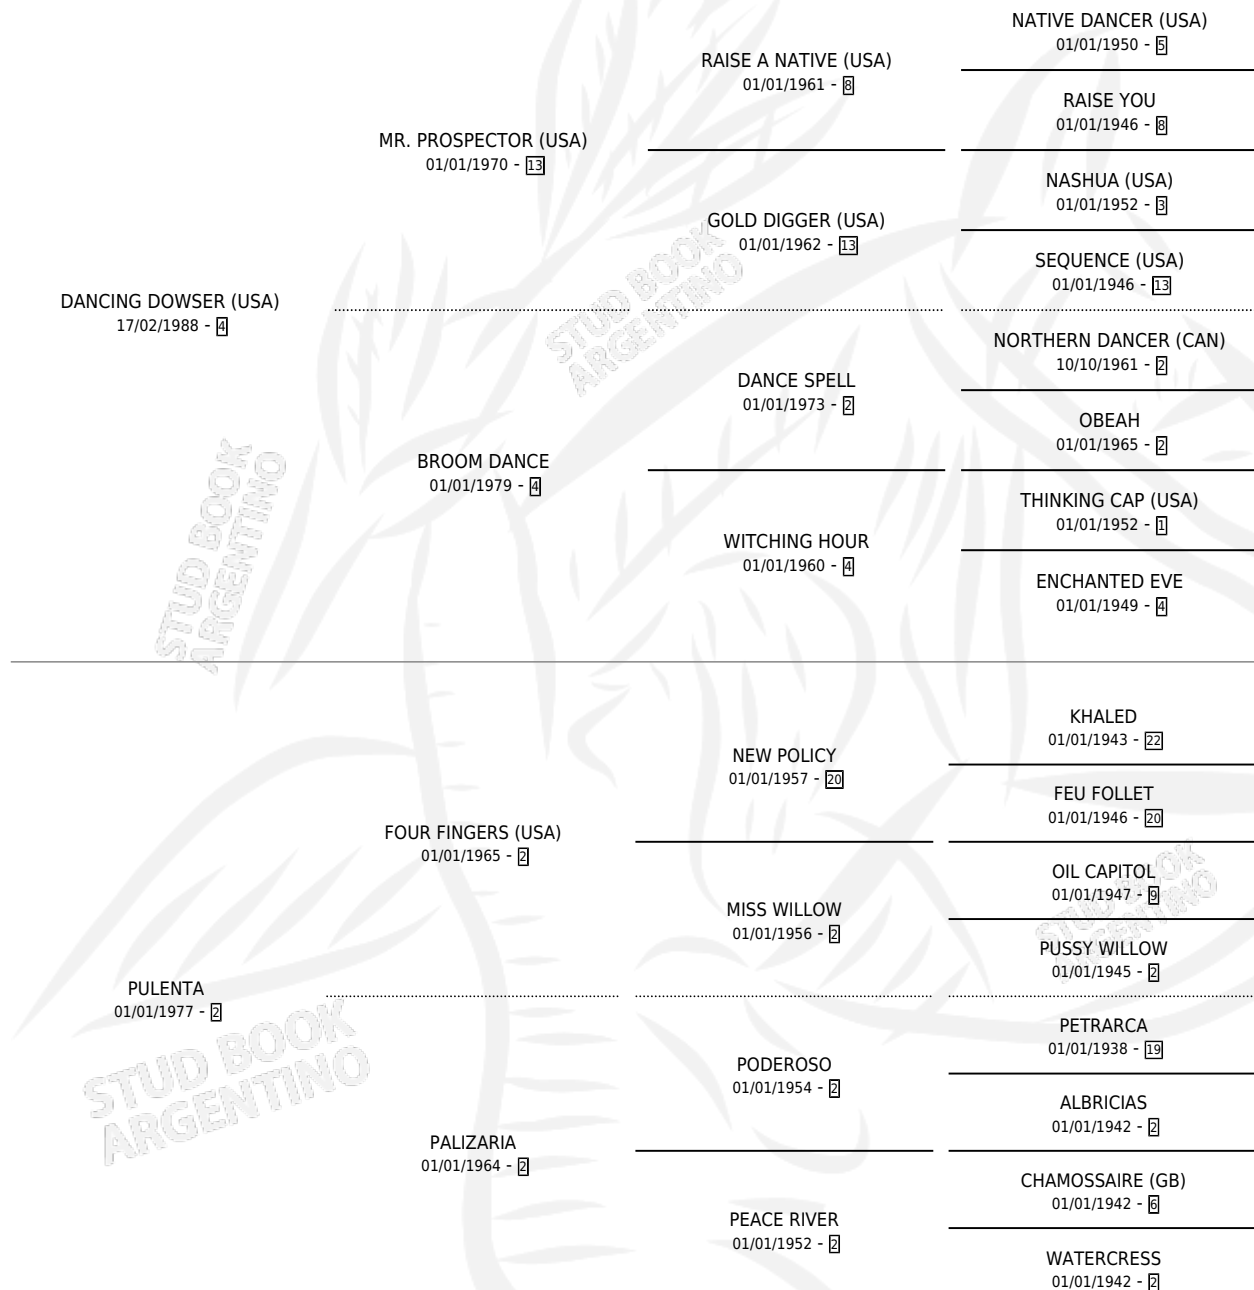 NATIVE DANCER (USA)
01/01/1950 - 5
RAISE A NATIVE (USA)
01/01/1961 - 8
RAISE YOU
01/01/1946 - 8
MR. PROSPECTOR (USA)
01/01/1970 - 13
NASHUA (USA)
01/01/1952 - 3
GOLD DIGGER (USA)
01/01/1962 - 13
SEQUENCE (USA)
01/01/1946 - 13
DANCING DOWSER (USA)
17/02/1988 - 4
NORTHERN DANCER (CAN)
10/10/1961 - 2
DANCE SPELL
01/01/1973 - 2
OBEAH
01/01/1965 - 2
BROOM DANCE
01/01/1979 - 4
THINKING CAP (USA)
01/01/1952 - 1
WITCHING HOUR
01/01/1960 - 4
ENCHANTED EVE
01/01/1949 - 4
KHALED
01/01/1943 - 22
NEW POLICY
01/01/1957 - 20
FEU FOLLET
01/01/1946 - 20
FOUR FINGERS (USA)
01/01/1965 - 2
OIL CAPITOL
01/01/1947 - 9
MISS WILLOW
01/01/1956 - 2
PUSSY WILLOW
01/01/1945 - 2
PULENTA
01/01/1977 - 2
PETRARCA
01/01/1938 - 19
PODEROSO
01/01/1954 - 2
ALBRICIAS
01/01/1942 - 2
PALIZARIA
01/01/1964 - 2
CHAMOSSAIRE (GB)
01/01/1942 - 6
PEACE RIVER
01/01/1952 - 2
WATERCRESS
01/01/1942 - 2
STUD BOOK
ARGENTINO
STUD BOOK
ARGENTINO
STUD BOOK
ARGENTINO
STUD BOOK
ARGENTINO